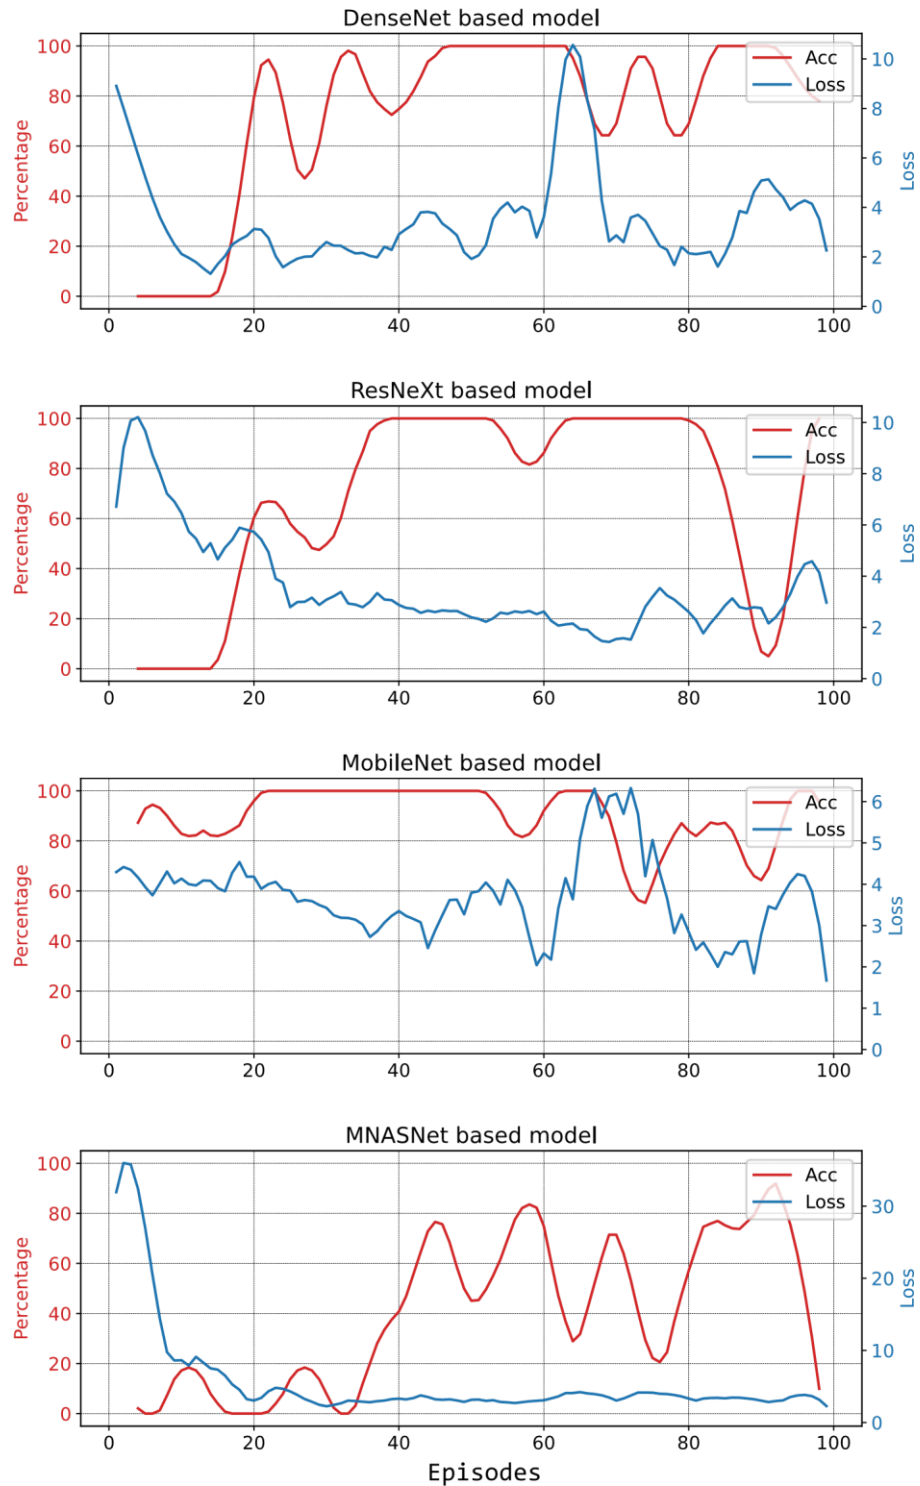 DenseNet based model
100
80
60
40
20
0
Percentage
10
8
6
4
2
0
Loss
Acc
Loss
0 20 40 60 80 100
ResNeXt based model
100
80
60
40
20
0
Percentage
10
8
6
4
2
0
Loss
Acc
Loss
0 20 40 60 80 100
MobileNet based model
100
80
60
40
20
0
Percentage
6
5
4
3
2
1
0
Loss
Acc
Loss
0 20 40 60 80 100
MNASNet based model
100
80
60
40
20
0
Percentage
30
20
10
0
Loss
Acc
Loss
0 20 40 60 80 100
Episodes